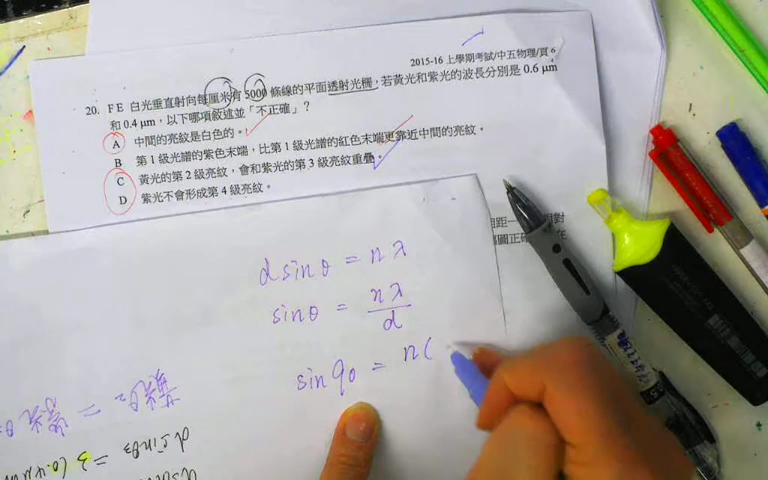 2015-16 上學期考試/中五物理/頁 6
20. F E 白光垂直射向每厘米有 5000 條線的平面透射光柵，若黃光和紫光的波長分別是 0.6 μm
和 0.4 μm，以下哪項敘述並「不正確」？
A 中間的亮紋是白色的。
B 第 1 級光譜的紫色末端，比第 1 級光譜的紅色末端更靠近中間的亮紋。
C 黃光的第 2 級亮紋，會和紫光的第 3 級亮紋重疊。
D 紫光不會形成第 4 級亮紋。
d sin θ = n λ
sin θ = nλ/d
sin 90 = n(